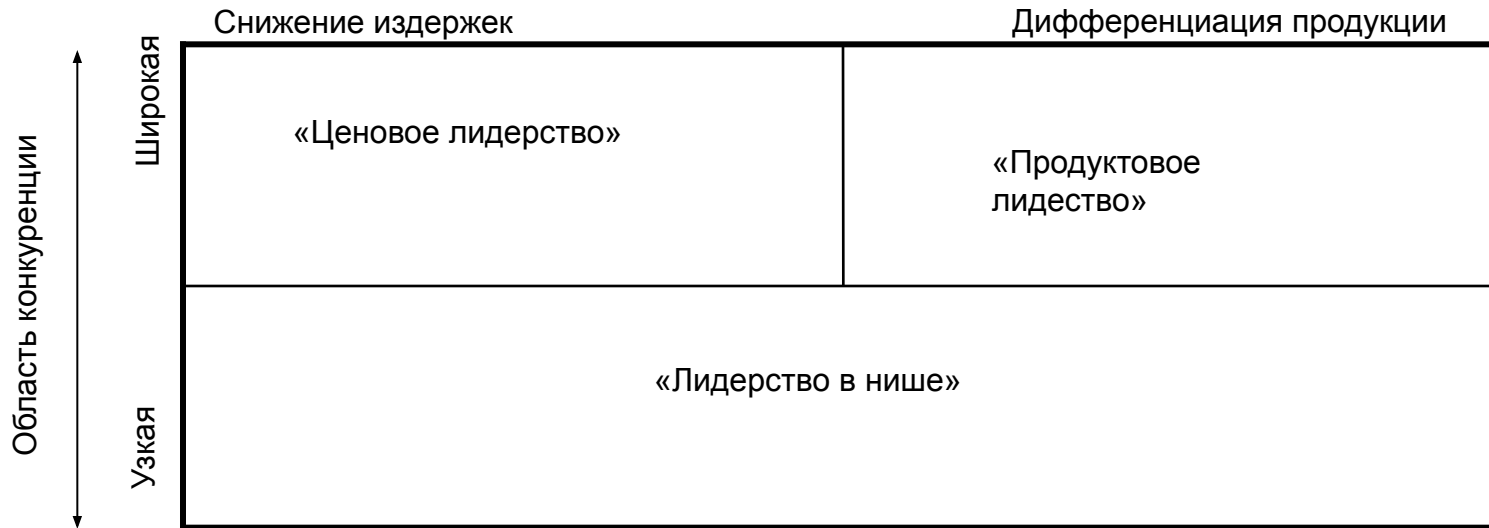 Снижение издержек
Дифференциация продукции
Область конкуренции
Широкая
«Ценовое лидерство»
«Продуктовое
лидество»
Узкая
«Лидерство в нише»